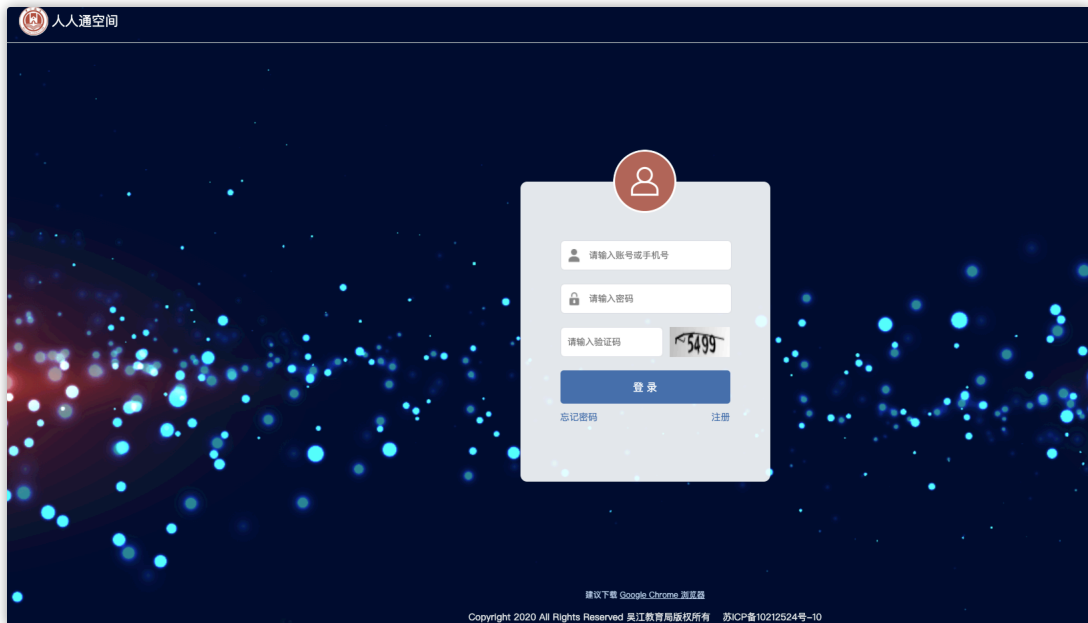 人人通空间
请输入账号或手机号
请输入密码
请输入验证码 5499
登 录
忘记密码 注册
建议下载 Google Chrome 浏览器
Copyright 2020 All Rights Reserved 吴江教育局版权所有 苏ICP备10212524号-10